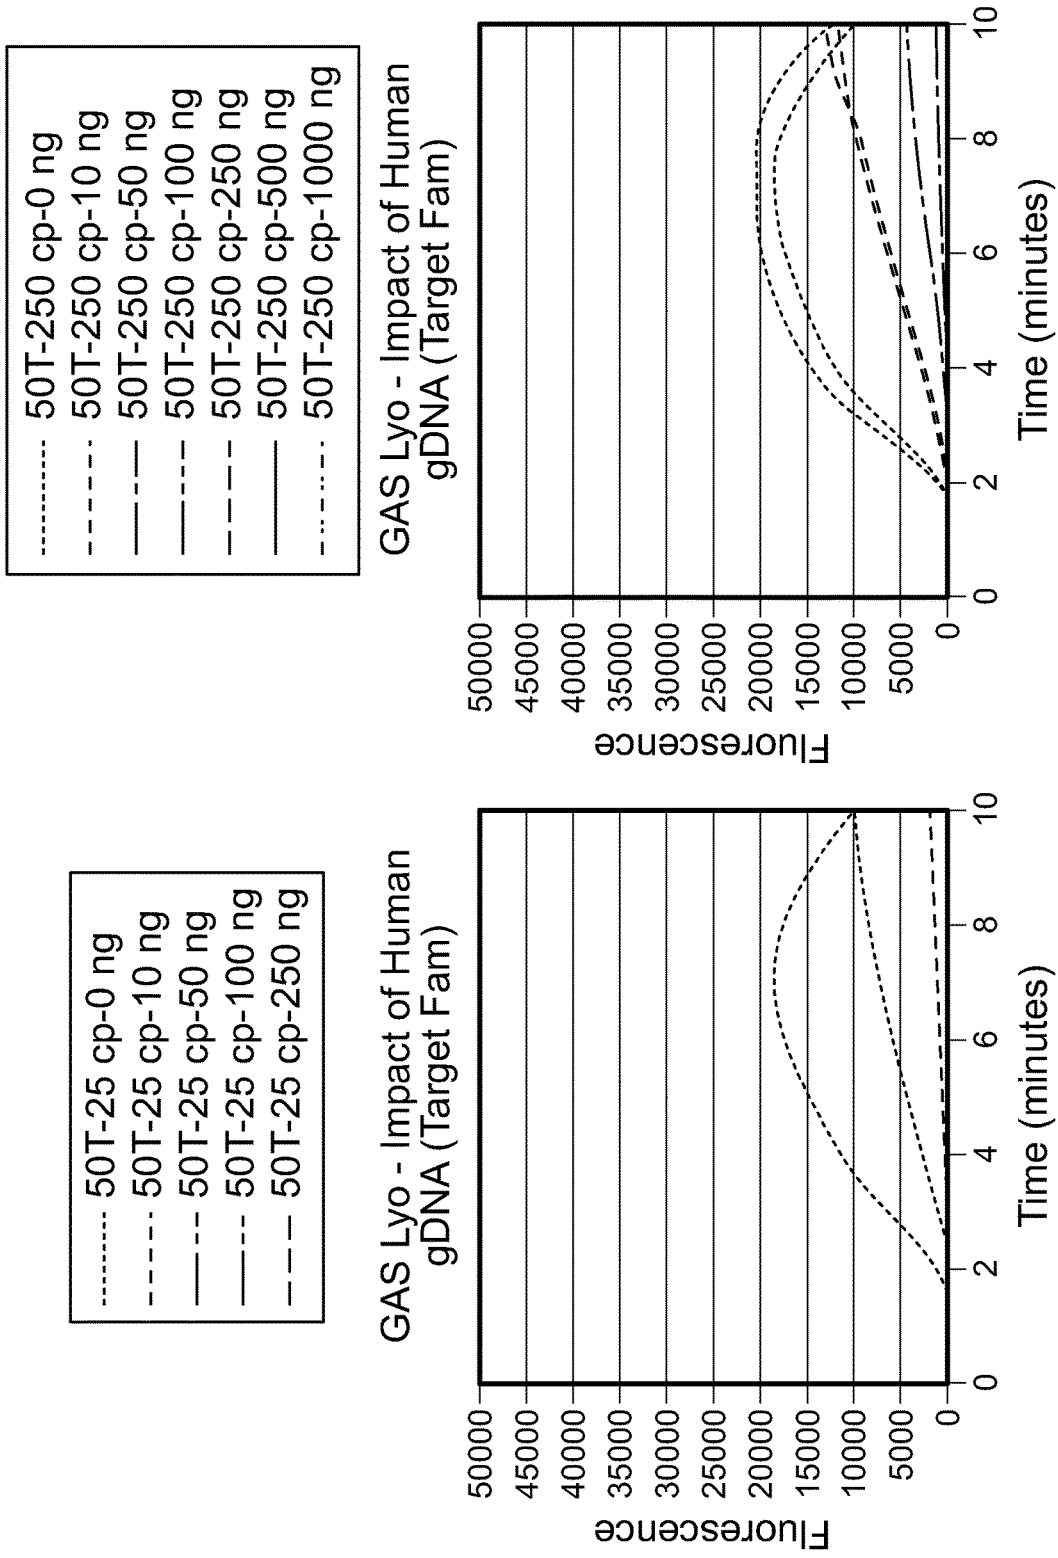 50T-25 cp-0 ng
50T-25 cp-10 ng
50T-25 cp-50 ng
50T-25 cp-100 ng
50T-25 cp-250 ng
GAS Lyo - Impact of Human
gDNA (Target Fam)
Fluorescence
50000
45000
40000
35000
30000
25000
20000
15000
10000
5000
0
0 2 4 6 8 10
Time (minutes)
50T-250 cp-0 ng
50T-250 cp-10 ng
50T-250 cp-50 ng
50T-250 cp-100 ng
50T-250 cp-250 ng
50T-250 cp-500 ng
50T-250 cp-1000 ng
GAS Lyo - Impact of Human
gDNA (Target Fam)
Fluorescence
50000
45000
40000
35000
30000
25000
20000
15000
10000
5000
0
0 2 4 6 8 10
Time (minutes)